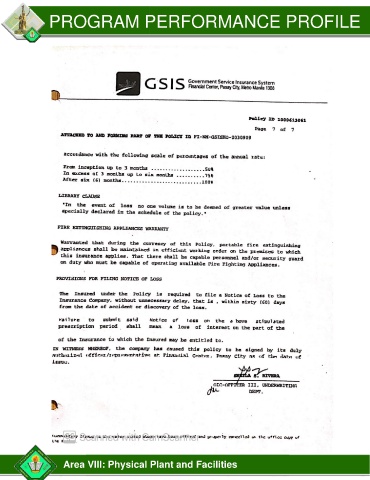 PROGRAM PERFORMANCE PROFILE
GSIS Government Service Insurance System
Financial Center, Pasay City, Metro Manila 1308
Policy ID
Page 7 of 7
ATTACHED TO AND FORMING PART OF THE POLICY ID
Accordance with the following scale of percentages of the annual rate:
From inception up to 3 months ..................50%
In excess of 3 months up to six months ..........75%
After six (6) months...........................100%
LIBRARY CLAUSE
"In the event of loss no one volume is to be deemed of greater value unless
specially declared in the schedule of the policy."
FIRE EXTINGUISHING APPLIANCES WARRANTY
Warranted that during the currency of this Policy, portable fire extinguishing
appliances shall be maintained in efficient working order on the premises to which
this insurance applies. That there shall be capable personnel and/or security guard
on duty who must be capable of operating available Fire Fighting Appliances.
PROVISIONS FOR FILING NOTICE OF LOSS
The Insured under the Policy is required to file a Notice of Loss to the
Insurance Company, without unnecessary delay, that is , within sixty (60) days
from the date of accident or discovery of the loss.
Failure to submit said Notice of Loss on the above stipulated
prescription period shall mean a loss of interest on the part of the
of the Insurance to which the Insured may be entitled to.
IN WITNESS WHEREOF, the company has caused this policy to be signed by its duly
authorized officer/representative at Financial Center, Pasay City as of the date of
issue.
SHEILA E. RIVERA
OIC-OFFICER III, UNDERWRITING
DEPT.
Area VIII: Physical Plant and Facilities